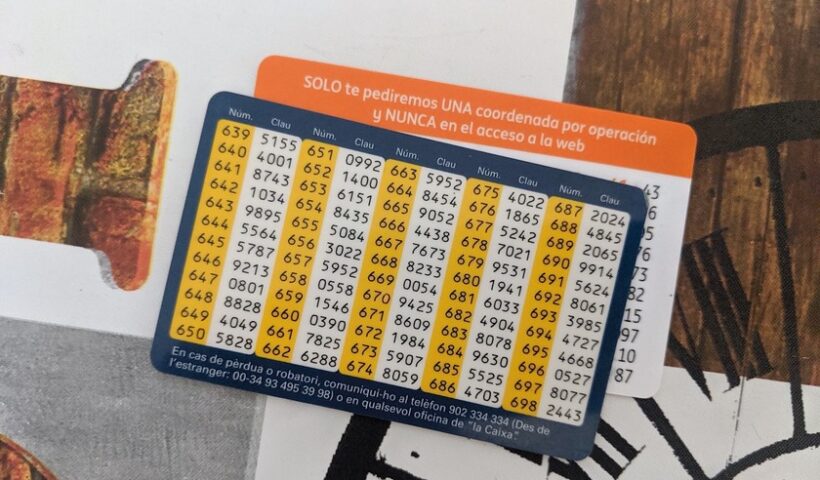 SOLO te pediremos UNA coordenada por operación
y NUNCA en el acceso a la web
Núm. Clau Núm. Clau Núm. Clau Núm. Clau Núm. Clau
639 5155 651 0992 663 5952 675 4022 687 2024
640 4001 652 1400 664 8454 676 1865 688 4845
641 8743 653 6151 665 9052 677 5242 689 2065
642 1034 654 8435 666 4438 678 7021 690 9914
643 9895 655 5084 667 7673 679 9531 691 5624
644 5564 656 3022 668 8233 680 1941 692 8061
645 5787 657 5952 669 0054 681 6033 693 3985
646 9213 658 0558 670 9425 682 4904 694 4727
647 0801 659 1546 671 8609 683 8078 695 4668
648 8828 660 0390 672 1984 684 9630 696 0527
649 4049 661 7825 673 5907 685 5525 697 8077
650 5828 662 6288 674 8059 686 4703 698 2443
En cas de pèrdua o robatori, comuniqui-ho al telèfon 902 334 334 (Des de
l'estranger: 00-34 93 495 39 98) o en qualsevol oficina de "la Caixa".
43
76
73
82
15
97
10
87